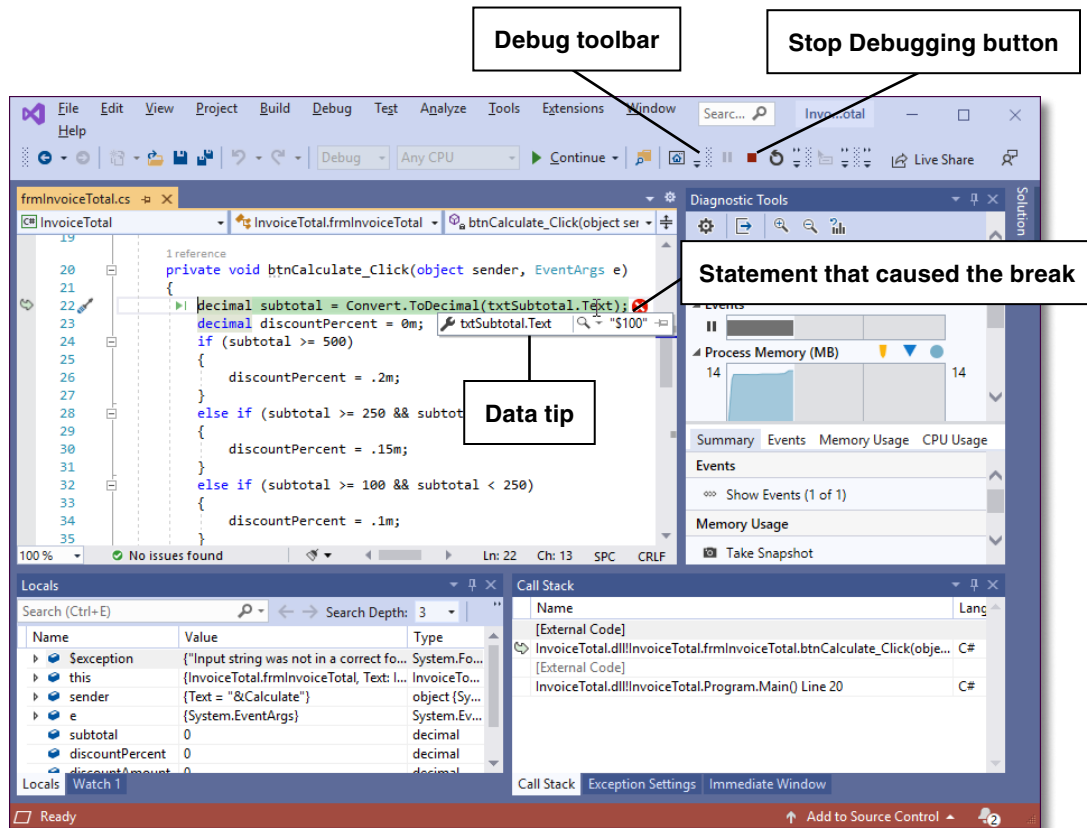 Debug toolbar
Stop Debugging button
File Edit View Project Build Debug Test Analyze Tools Extensions Window
Searc...
Invo...otal
Help
Debug
Any CPU
Continue
Live Share
frmInvoiceTotal.cs
Diagnostic Tools
Solution
C# InvoiceTotal
InvoiceTotal.frmInvoiceTotal
btnCalculate_Click(object ser
19
1 reference
20 private void btnCalculate_Click(object sender, EventArgs e)
Statement that caused the break
21 {
22 decimal subtotal = Convert.ToDecimal(txtSubtotal.Text);
Events
23 decimal discountPercent = 0m;
txtSubtotal.Text "$100"
24 if (subtotal >= 500)
Process Memory (MB)
25 {
14 14
26 discountPercent = .2m;
27 }
Data tip
28 else if (subtotal >= 250 && subtot
29 {
Summary Events Memory Usage CPU Usage
30 discountPercent = .15m;
31 }
Events
32 else if (subtotal >= 100 && subtotal < 250)
33 {
Show Events (1 of 1)
34 discountPercent = .1m;
Memory Usage
35 }
100 % No issues found Ln: 22 Ch: 13 SPC CRLF
Take Snapshot
Locals
Search (Ctrl+E) Search Depth: 3
Name Value Type
$exception {"Input string was not in a correct fo... System.Fo...
this {InvoiceTotal.frmInvoiceTotal, Text: I... InvoiceTo...
sender {Text = "&Calculate"} object {Sy...
e {System.EventArgs} System.Ev...
subtotal 0 decimal
discountPercent 0 decimal
discountAmount 0 decimal
Locals Watch 1
Call Stack
Name Lang
[External Code]
InvoiceTotal.dll!InvoiceTotal.frmInvoiceTotal.btnCalculate_Click(obje... C#
[External Code]
InvoiceTotal.dll!InvoiceTotal.Program.Main() Line 20 C#
Call Stack Exception Settings Immediate Window
Ready
Add to Source Control
2